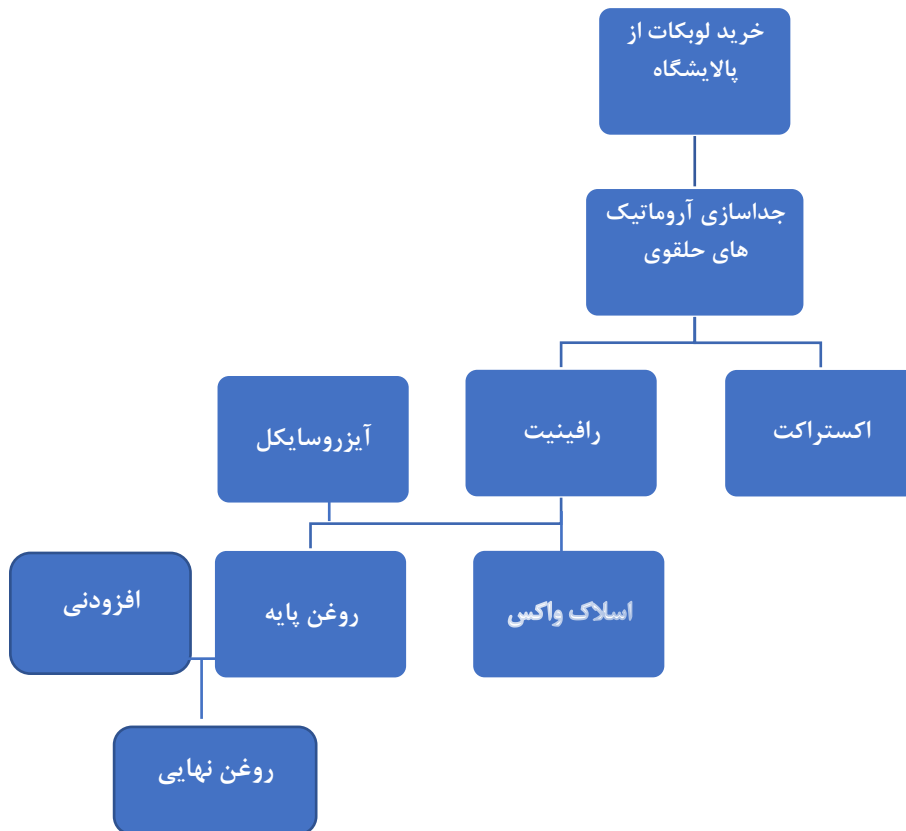 خرید لوبکات از
پالایشگاه
جداسازی آروماتیک
های حلقوی
آیزروسایکل
رافینیت
اکستراکت
افزودنی
روغن پایه
اسلاک واکس
روغن نهایی